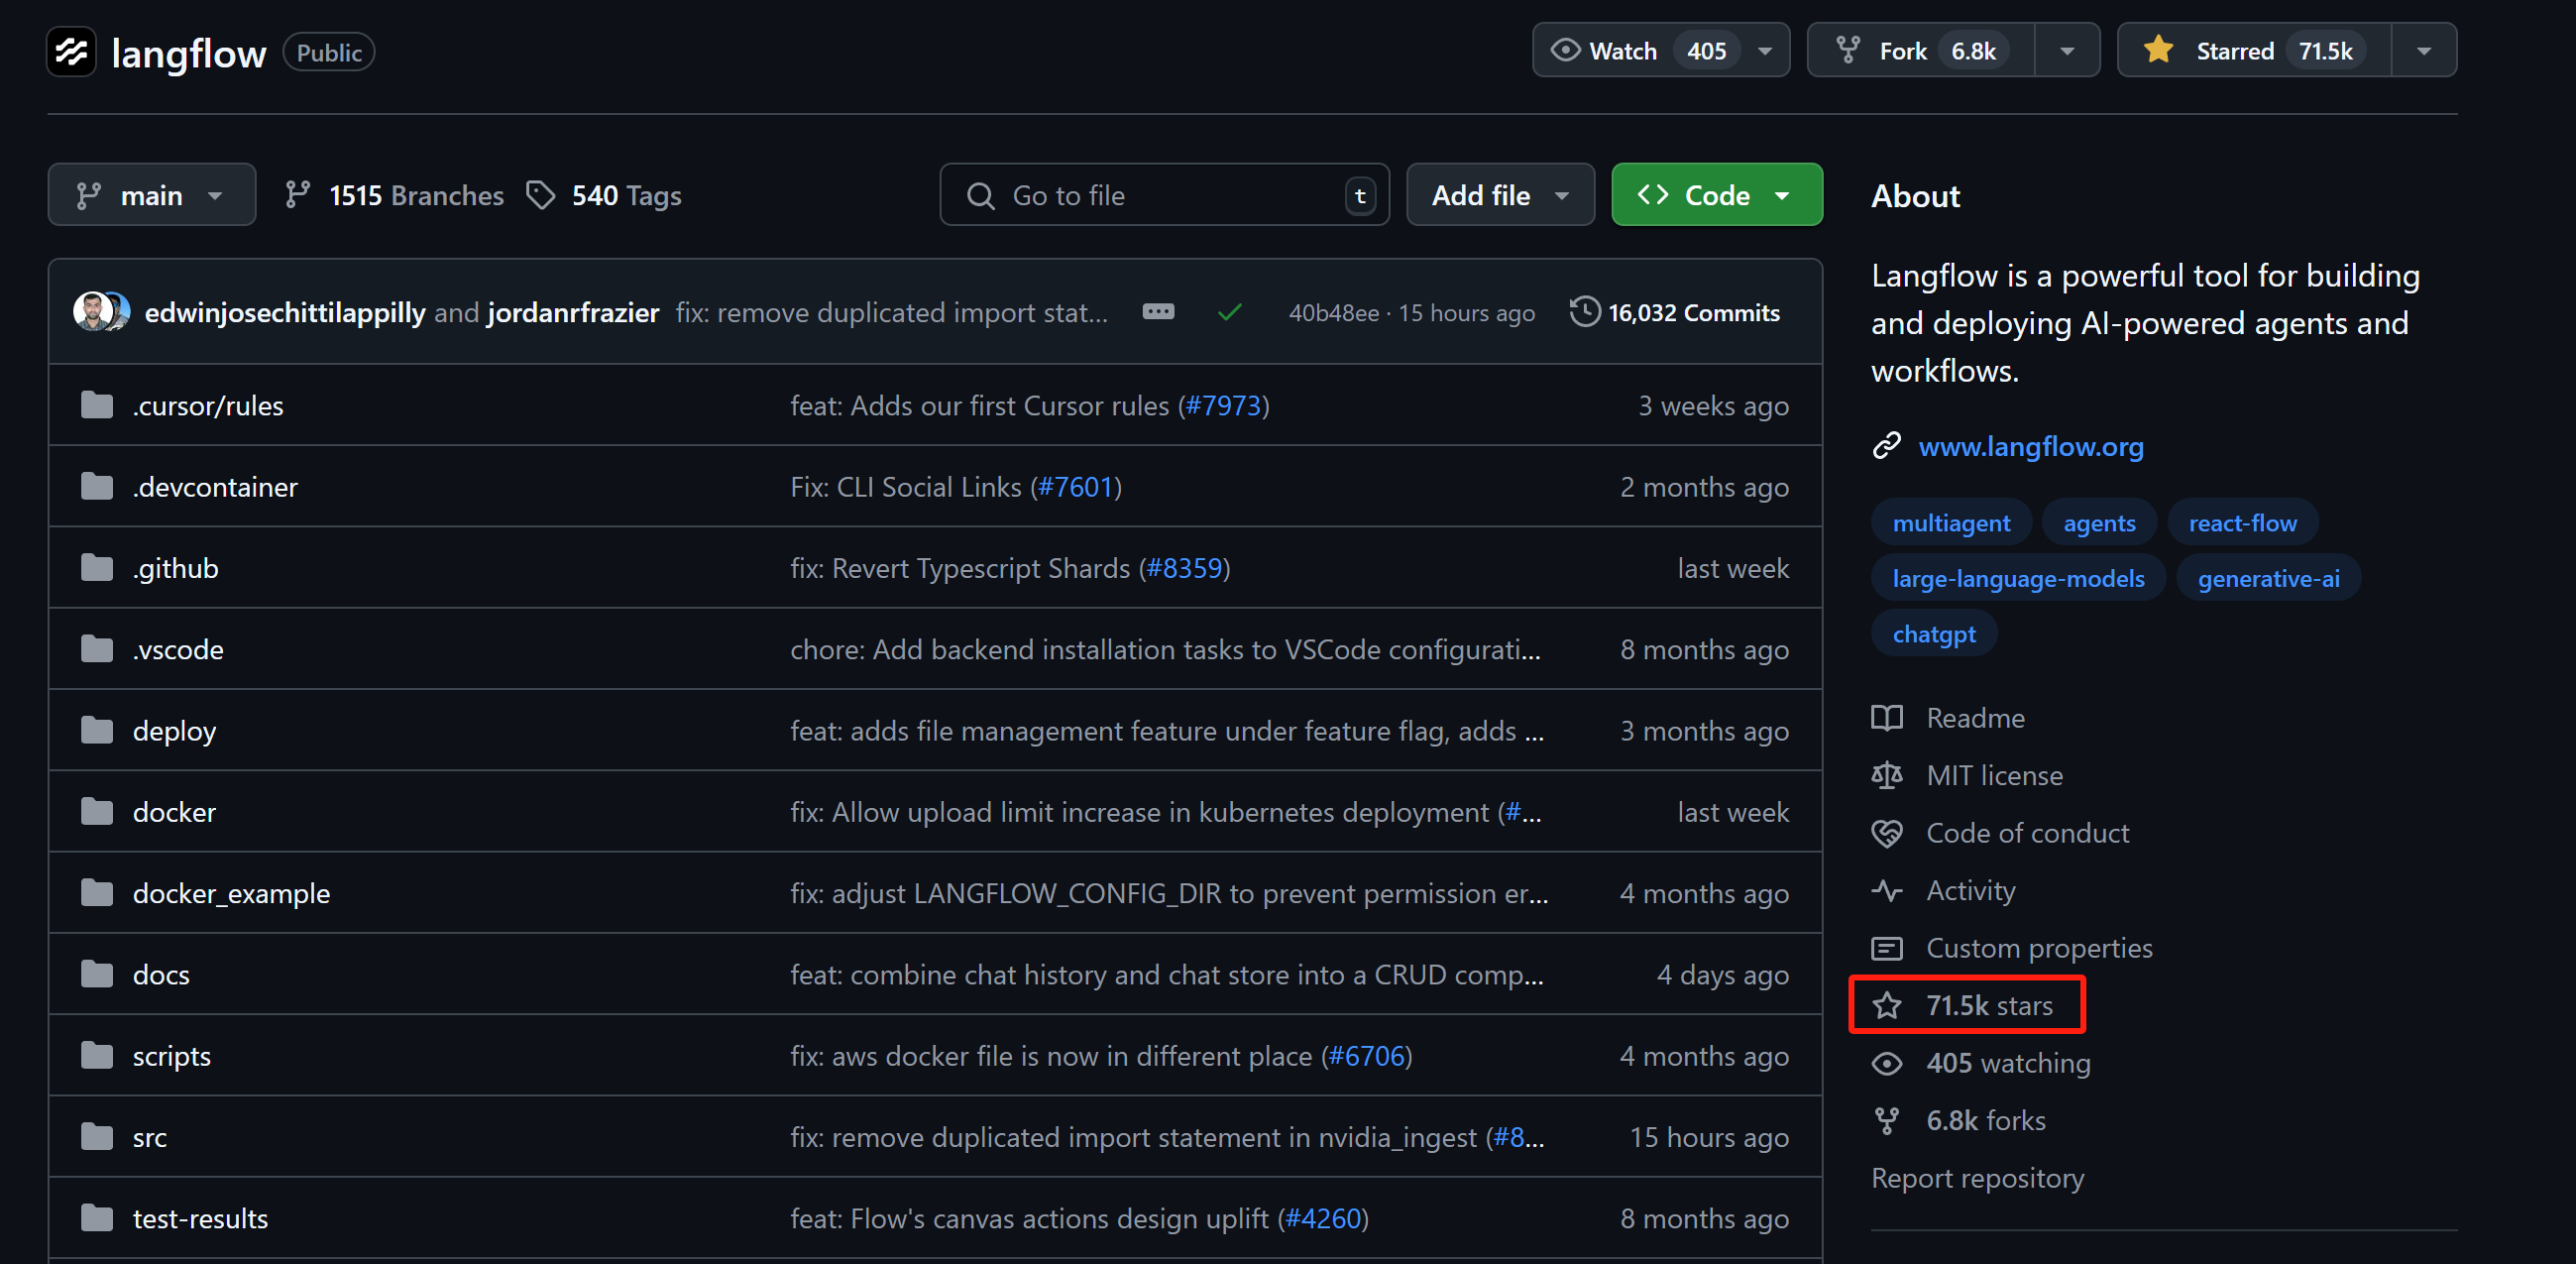 langflow Public Watch 405 Fork 6.8k Starred 71.5k
main 1515 Branches 540 Tags Go to file t Add file Code
edwinjosechittilappilly and jordanrfrazier fix: remove duplicated import stat... 40b48ee · 15 hours ago 16,032 Commits
.cursor/rules feat: Adds our first Cursor rules (#7973) 3 weeks ago
.devcontainer Fix: CLI Social Links (#7601) 2 months ago
.github fix: Revert Typescript Shards (#8359) last week
.vscode chore: Add backend installation tasks to VSCode configurati... 8 months ago
deploy feat: adds file management feature under feature flag, adds ... 3 months ago
docker fix: Allow upload limit increase in kubernetes deployment (#... last week
docker_example fix: adjust LANGFLOW_CONFIG_DIR to prevent permission er... 4 months ago
docs feat: combine chat history and chat store into a CRUD comp... 4 days ago
scripts fix: aws docker file is now in different place (#6706) 4 months ago
src fix: remove duplicated import statement in nvidia_ingest (#8... 15 hours ago
test-results feat: Flow's canvas actions design uplift (#4260) 8 months ago
About
Langflow is a powerful tool for building
and deploying AI-powered agents and
workflows.
www.langflow.org
multiagent agents react-flow
large-language-models generative-ai
chatgpt
Readme
MIT license
Code of conduct
Activity
Custom properties
71.5k stars
405 watching
6.8k forks
Report repository